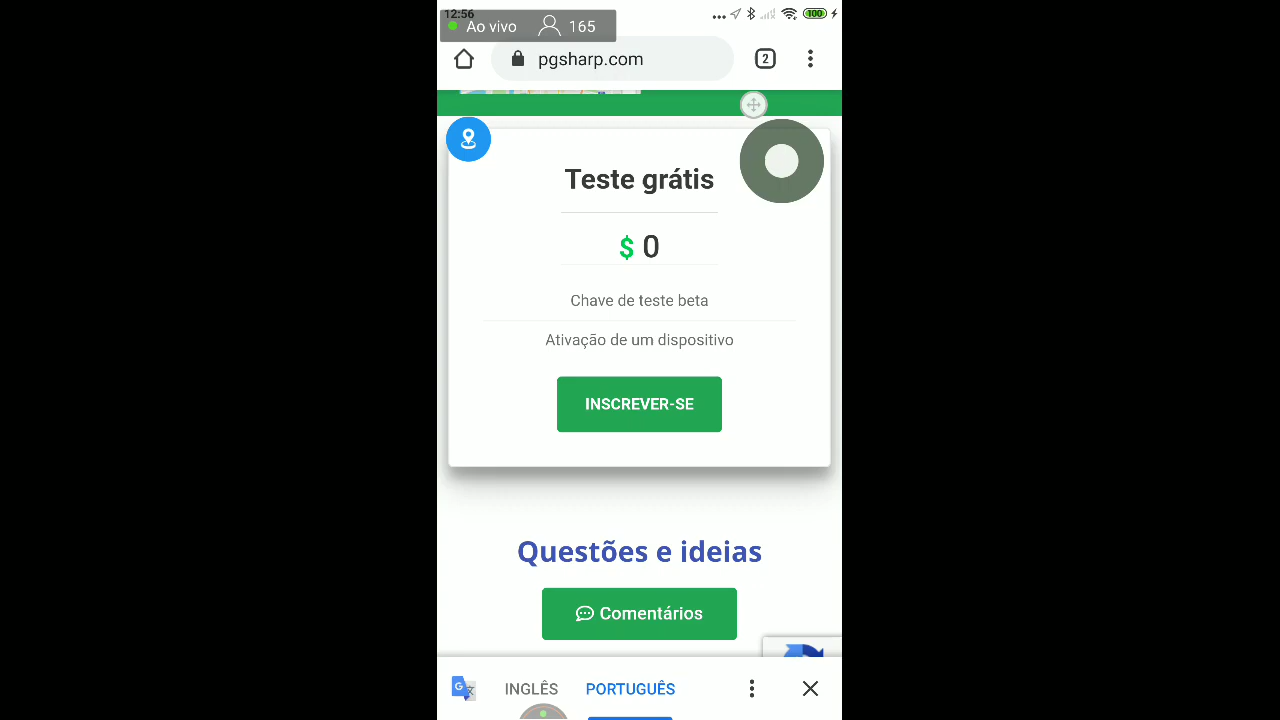 12:56
100
Ao vivo 165
pgsharp.com
2
Teste grátis
$ 0
Chave de teste beta
Ativação de um dispositivo
INSCREVER-SE
Questões e ideias
Comentários
INGLÊS PORTUGUÊS